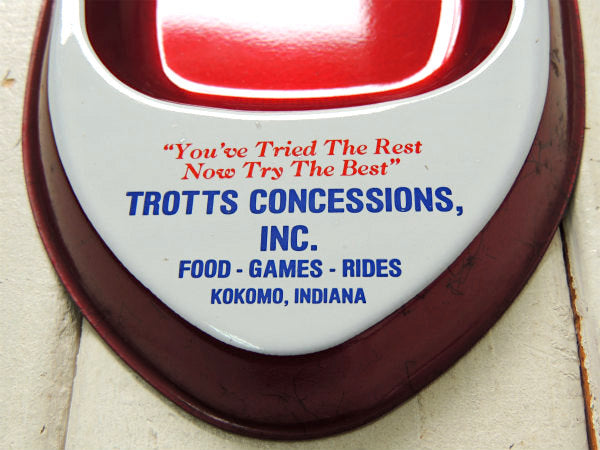 “You've Tried The Rest
Now Try The Best”
TROTTS CONCESSIONS,
INC.
FOOD - GAMES - RIDES
KOKOMO, INDIANA